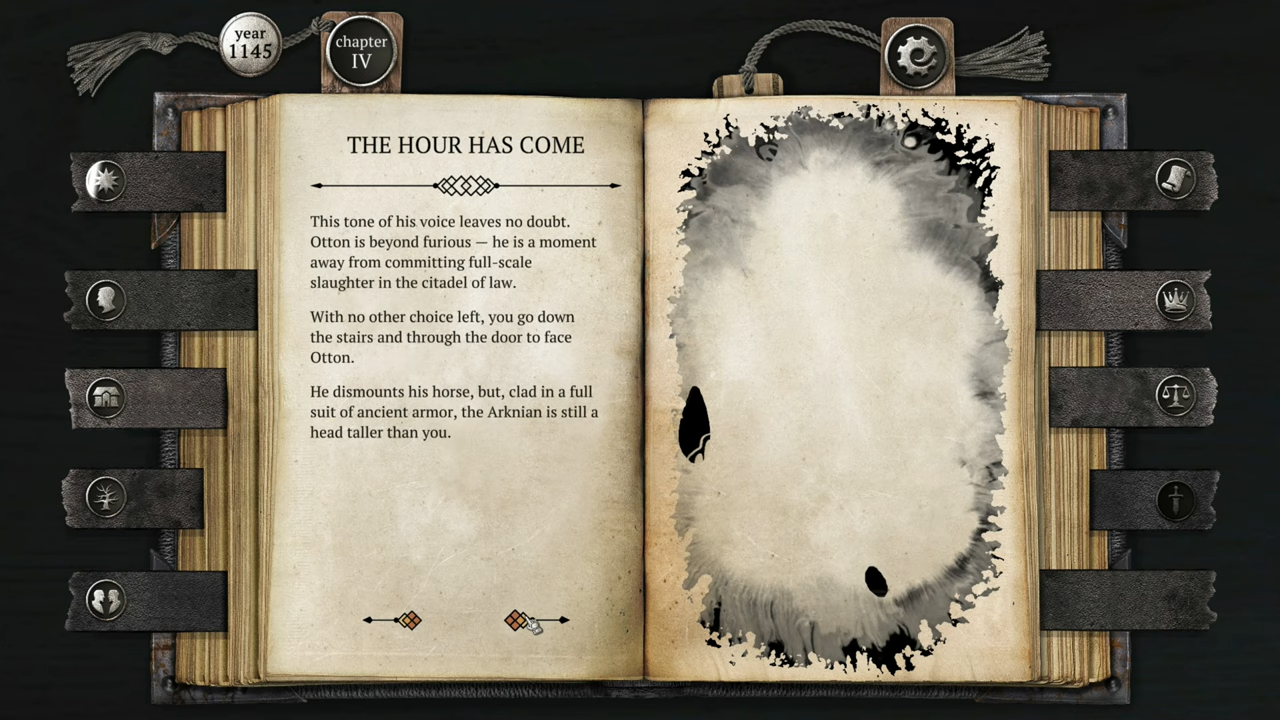 year
1145
chapter
IV
THE HOUR HAS COME
This tone of his voice leaves no doubt.
Otton is beyond furious — he is a moment
away from committing full-scale
slaughter in the citadel of law.
With no other choice left, you go down
the stairs and through the door to face
Otton.
He dismounts his horse, but, clad in a full
suit of ancient armor, the Arknian is still a
head taller than you.